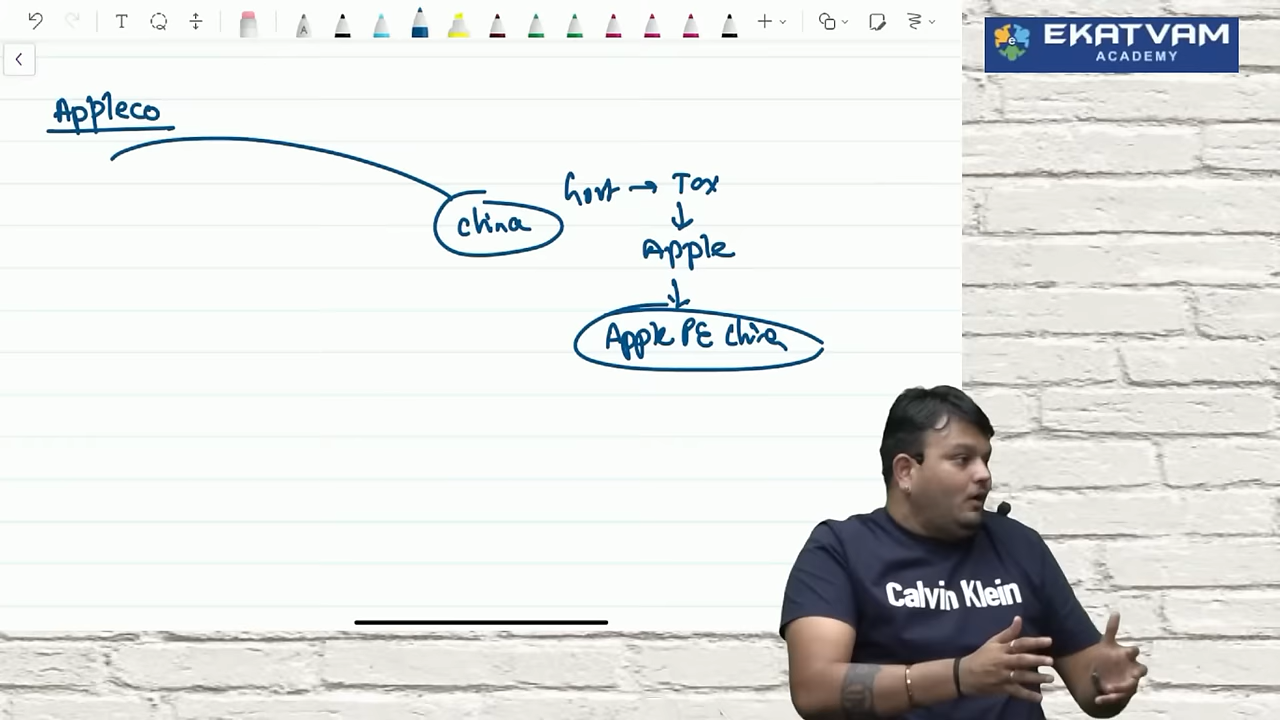 EKATVAM
ACADEMY
Appleco
china
Govt → Tax
↓
Apple
↓
Apple PE China
Calvin Klein